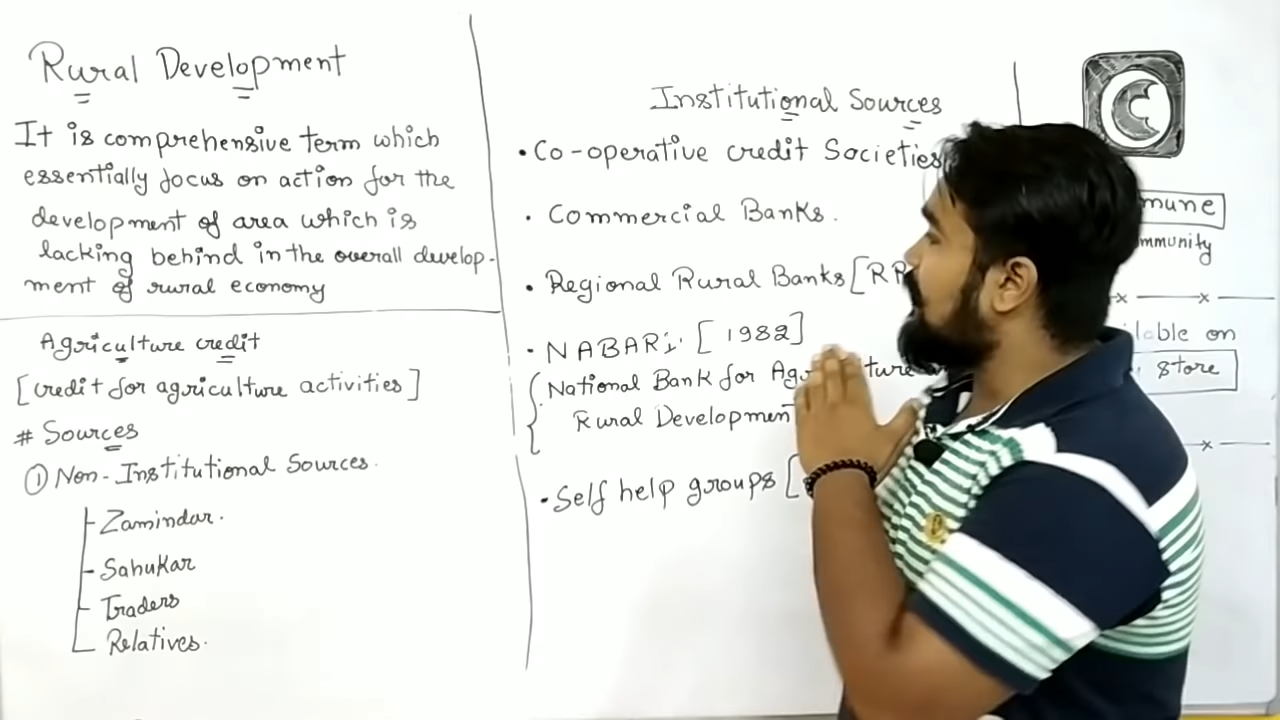 Rural Development
It is comprehensive term which
essentially focus on action for the
development of area which is
lacking behind in the overall develop-
ment of rural economy
Agriculture credit
[credit for agriculture activities]
# Sources
① Non-Institutional Sources.
Zamindar.
Sahukar
Traders
Relatives.
Institutional Sources
• Co-operative credit Societies
• Commercial Banks.
• Regional Rural Banks [RR
• NABARD. [1982]
National Bank for Agriculture
Rural Development
• Self help groups [
mune
mmunity
lable on
store